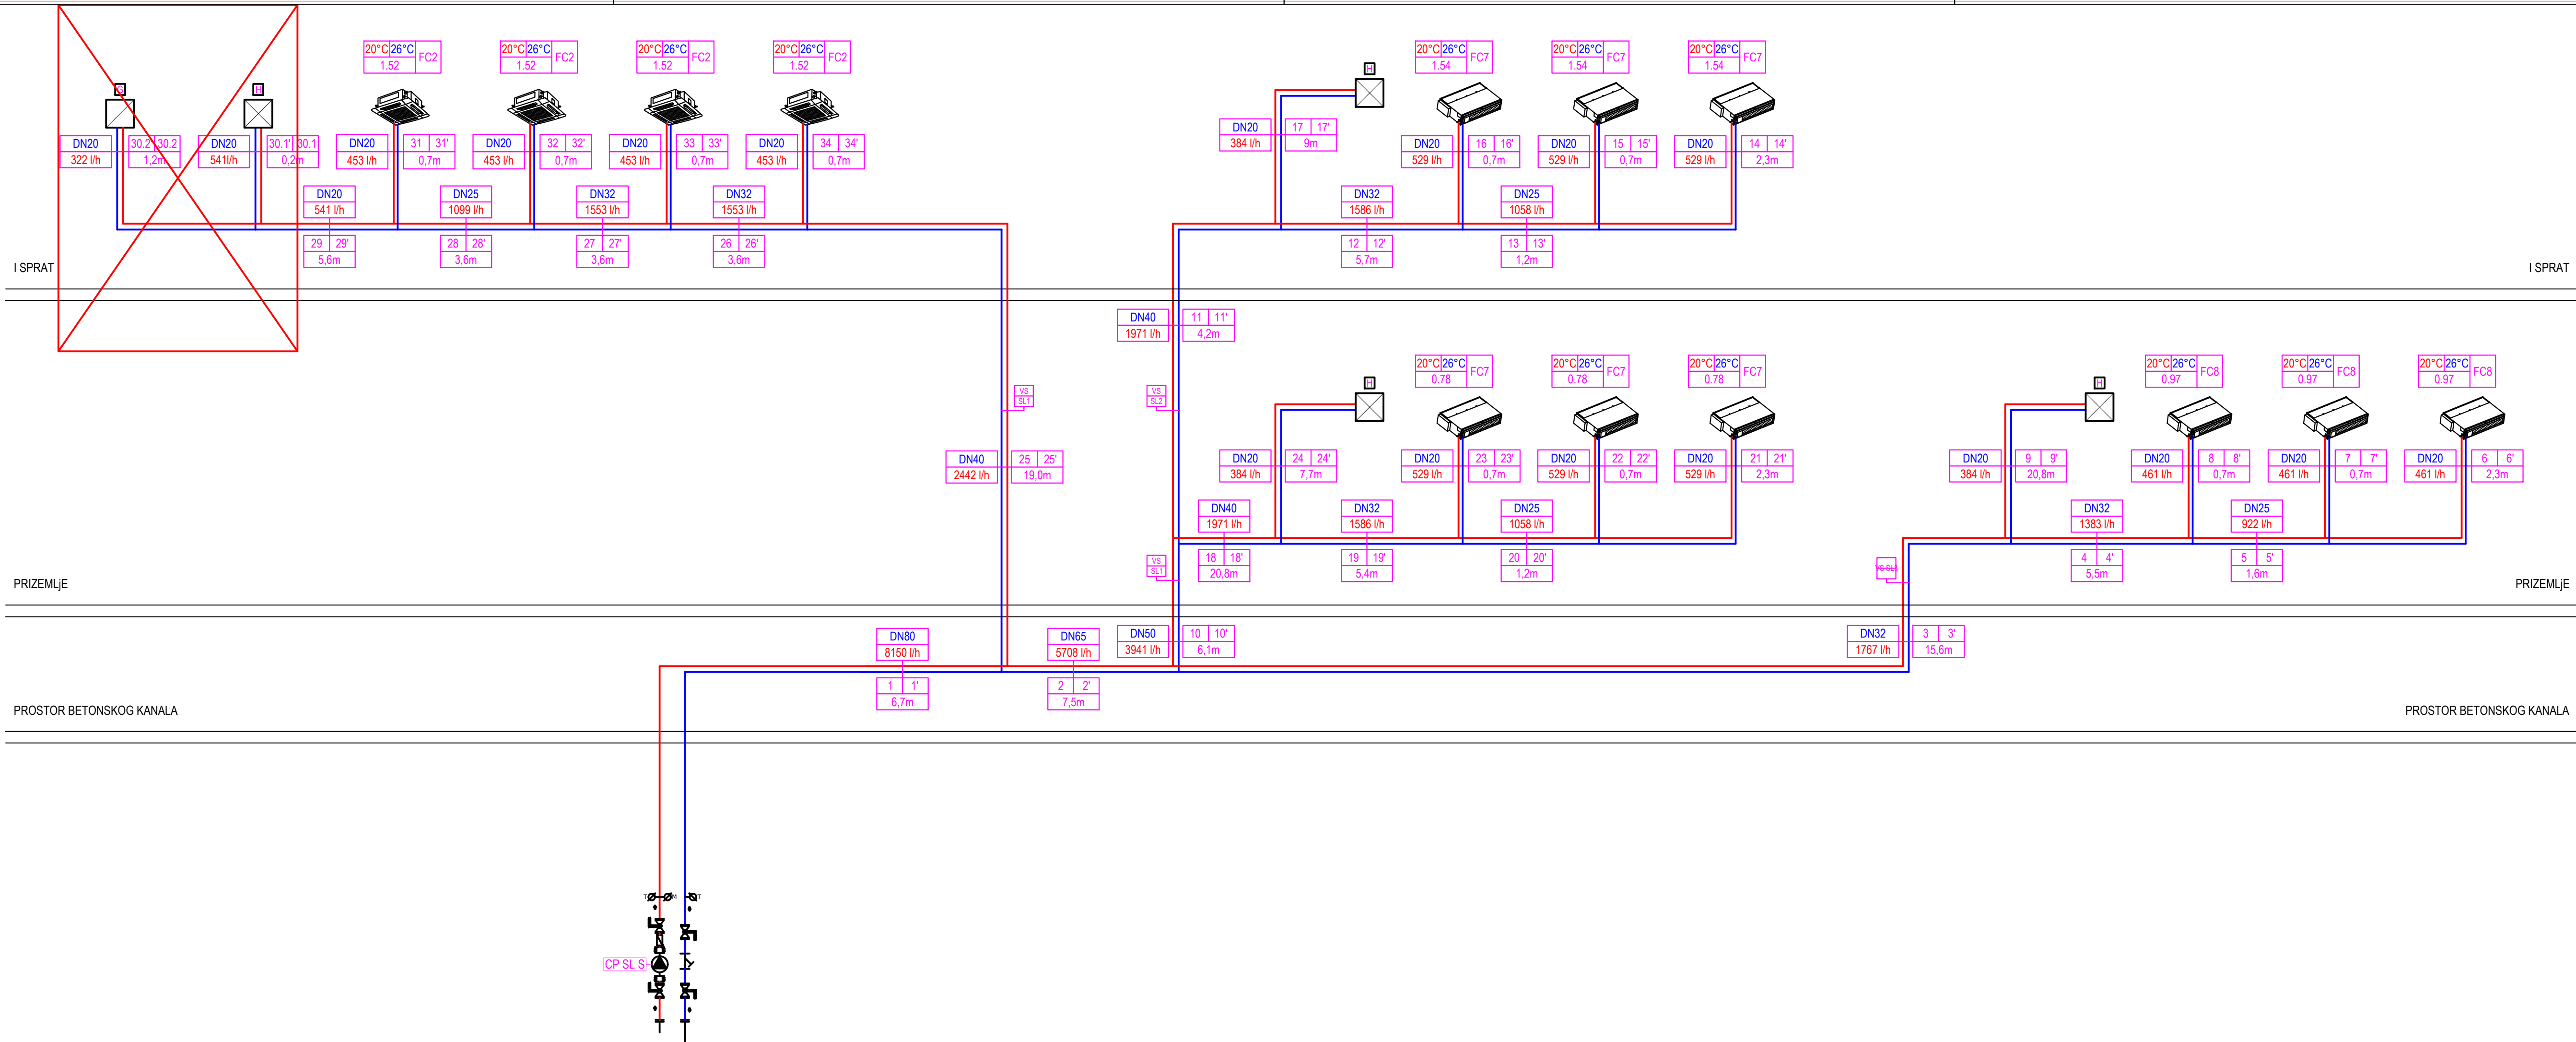 20°C 26°C FC2
1.52
20°C 26°C FC2
1.52
20°C 26°C FC2
1.52
20°C 26°C FC2
1.52
G
H
DN20 30.2' 30.2
322 l/h 1,2m
DN20 30.1' 30.1
541l/h 0,2m
DN20 31 31'
453 l/h 0,7m
DN20 32 32'
453 l/h 0,7m
DN20 33 33'
453 l/h 0,7m
DN20 34 34'
453 l/h 0,7m
DN20
541 l/h
29 29'
5,6m
DN25
1099 l/h
28 28'
3,6m
DN32
1553 l/h
27 27'
3,6m
DN32
1553 l/h
26 26'
3,6m
H
20°C 26°C FC7
1.54
20°C 26°C FC7
1.54
20°C 26°C FC7
1.54
DN20 17 17'
384 l/h 9m
DN20 16 16'
529 l/h 0,7m
DN20 15 15'
529 l/h 0,7m
DN20 14 14'
529 l/h 2,3m
DN32
1586 l/h
12 12'
5,7m
DN25
1058 l/h
13 13'
1,2m
I SPRAT
I SPRAT
DN40 11 11'
1971 l/h 4,2m
VS
SL1
VS
SL2
DN40 25 25'
2442 l/h 19,0m
H
20°C 26°C FC7
0.78
20°C 26°C FC7
0.78
20°C 26°C FC7
0.78
DN20 24 24'
384 l/h 7,7m
DN20 23 23'
529 l/h 0,7m
DN20 22 22'
529 l/h 0,7m
DN20 21 21'
529 l/h 2,3m
DN40
1971 l/h
18 18'
20,8m
DN32
1586 l/h
19 19'
5,4m
DN25
1058 l/h
20 20'
1,2m
VS
SL1
H
20°C 26°C FC8
0.97
20°C 26°C FC8
0.97
20°C 26°C FC8
0.97
DN20 9 9'
384 l/h 20,8m
DN20 8 8'
461 l/h 0,7m
DN20 7 7'
461 l/h 0,7m
DN20 6 6'
461 l/h 2,3m
DN32
1383 l/h
4 4'
5,5m
DN25
922 l/h
5 5'
1,6m
PRIZEMLjE
PRIZEMLjE
DN80
8150 l/h
1 1'
6,7m
DN65
5708 l/h
2 2'
7,5m
DN50 10 10'
3941 l/h 6,1m
DN32 3 3'
1767 l/h 15,6m
PROSTOR BETONSKOG KANALA
PROSTOR BETONSKOG KANALA
T M T
CP SL S